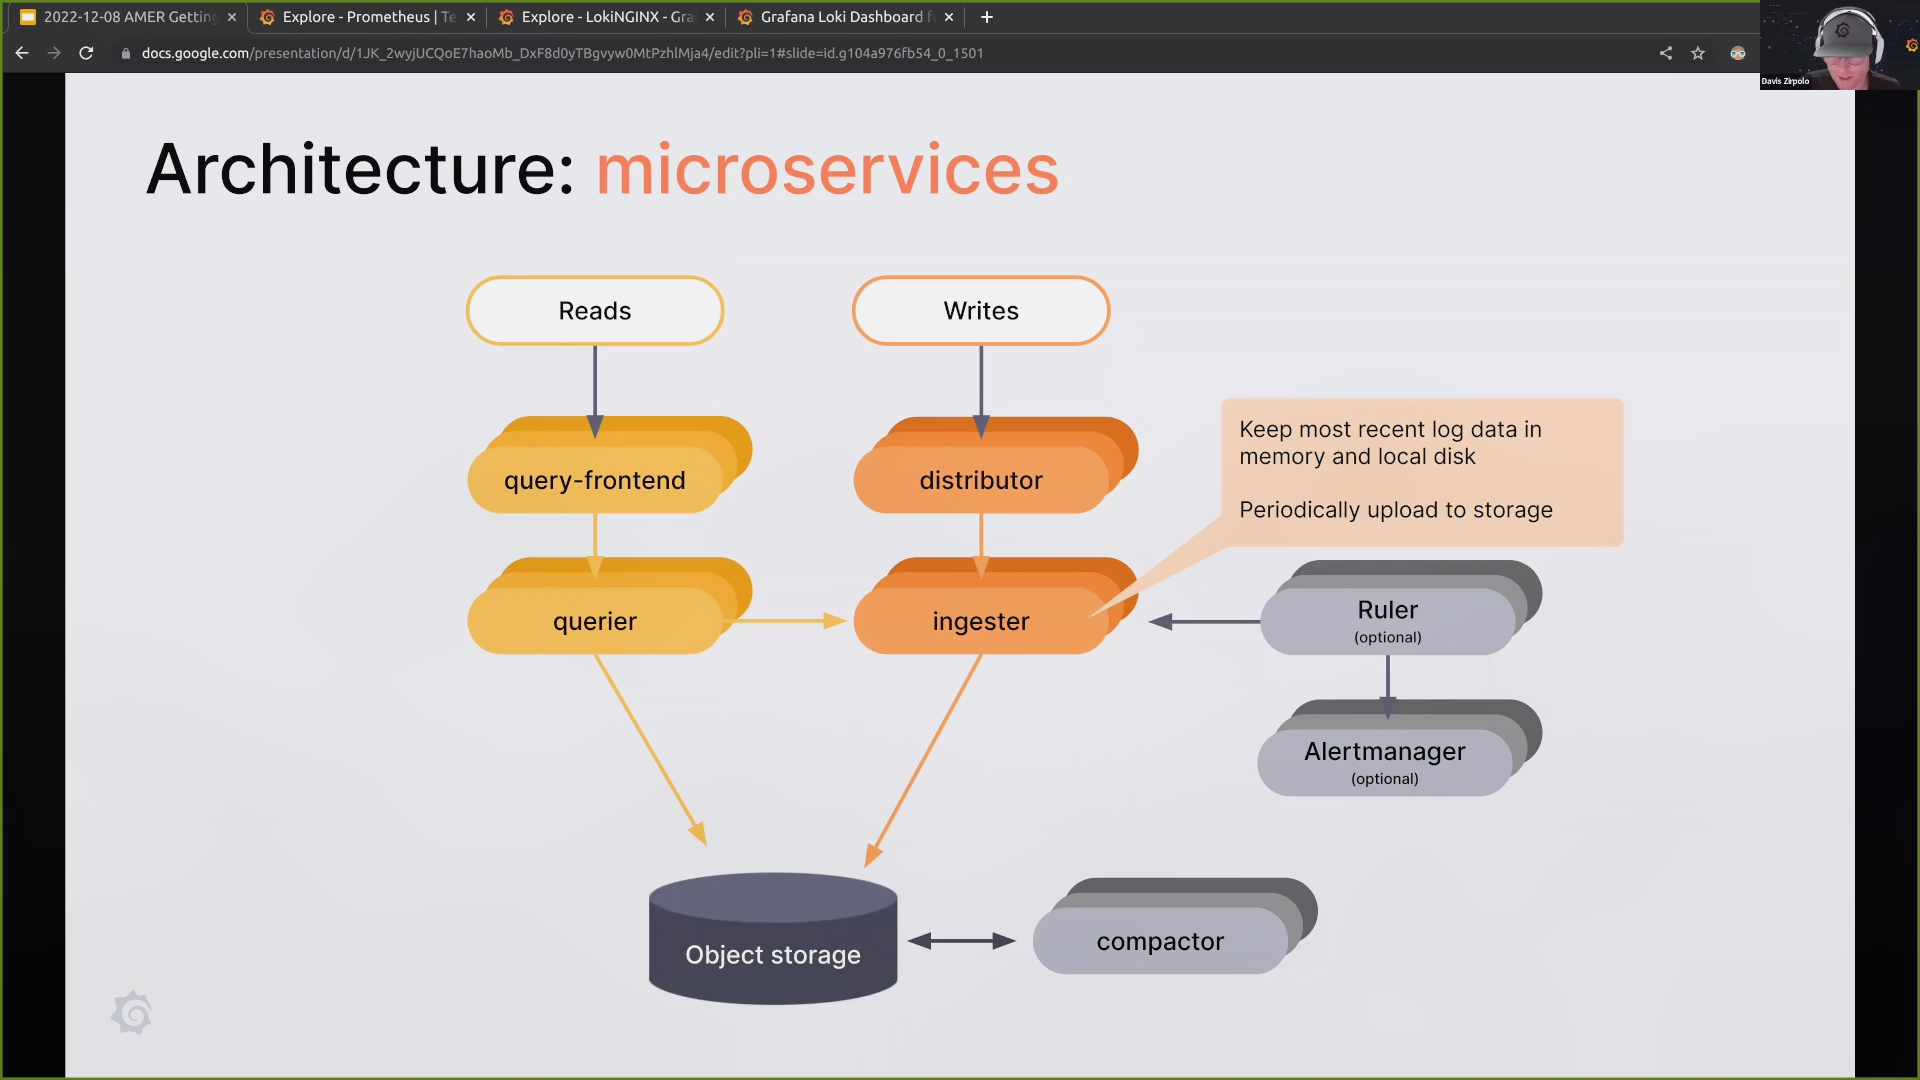 2022-12-08 AMER Getting
Explore - Prometheus | Te
Explore - LokiNGINX - Gra
Grafana Loki Dashboard f
docs.google.com/presentation/d/1JK_2wyjUCQoE7haoMb_DxF8d0yTBgvyw0MtPzhlMja4/edit?pli=1#slide=id.g104a976fb54_0_1501
Davis Zirpolo
Architecture: microservices
Reads
Writes
query-frontend
distributor
Keep most recent log data in
memory and local disk
Periodically upload to storage
querier
ingester
Ruler
(optional)
Alertmanager
(optional)
Object storage
compactor